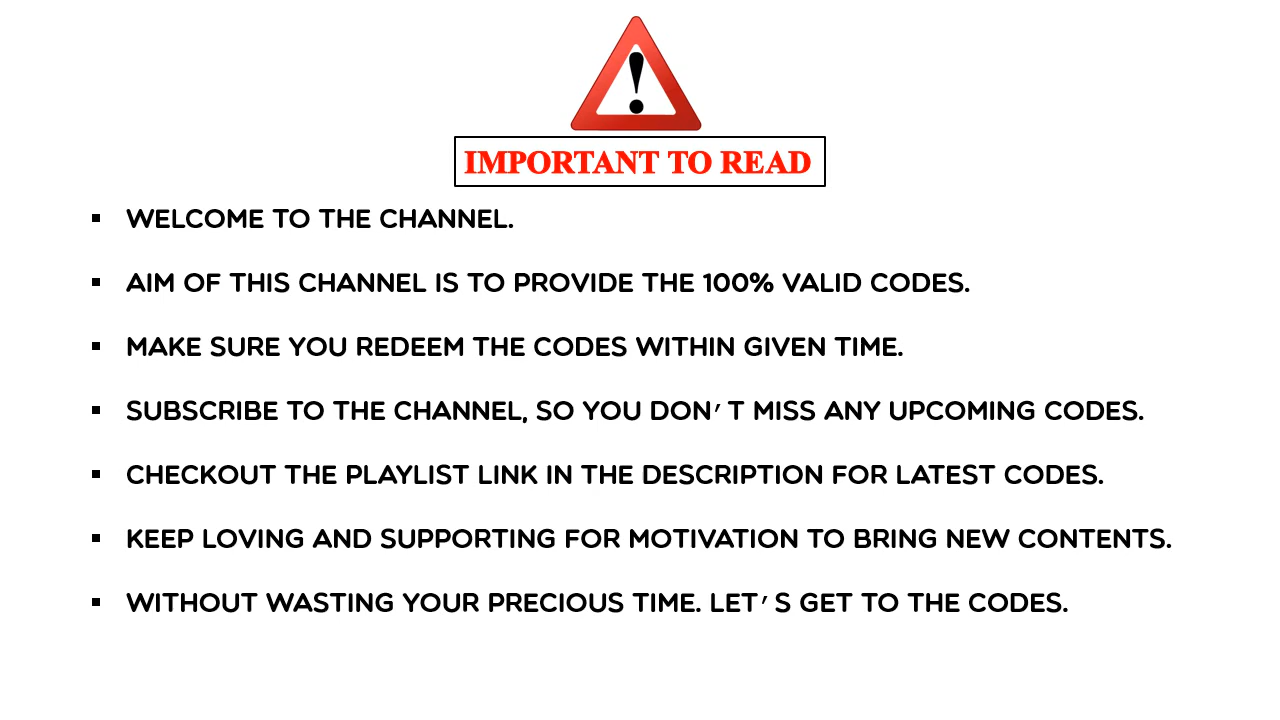 IMPORTANT TO READ
▪ WELCOME TO THE CHANNEL.
▪ AIM OF THIS CHANNEL IS TO PROVIDE THE 100% VALID CODES.
▪ MAKE SURE YOU REDEEM THE CODES WITHIN GIVEN TIME.
▪ SUBSCRIBE TO THE CHANNEL, SO YOU DON'T MISS ANY UPCOMING CODES.
▪ CHECKOUT THE PLAYLIST LINK IN THE DESCRIPTION FOR LATEST CODES.
▪ KEEP LOVING AND SUPPORTING FOR MOTIVATION TO BRING NEW CONTENTS.
▪ WITHOUT WASTING YOUR PRECIOUS TIME. LET'S GET TO THE CODES.